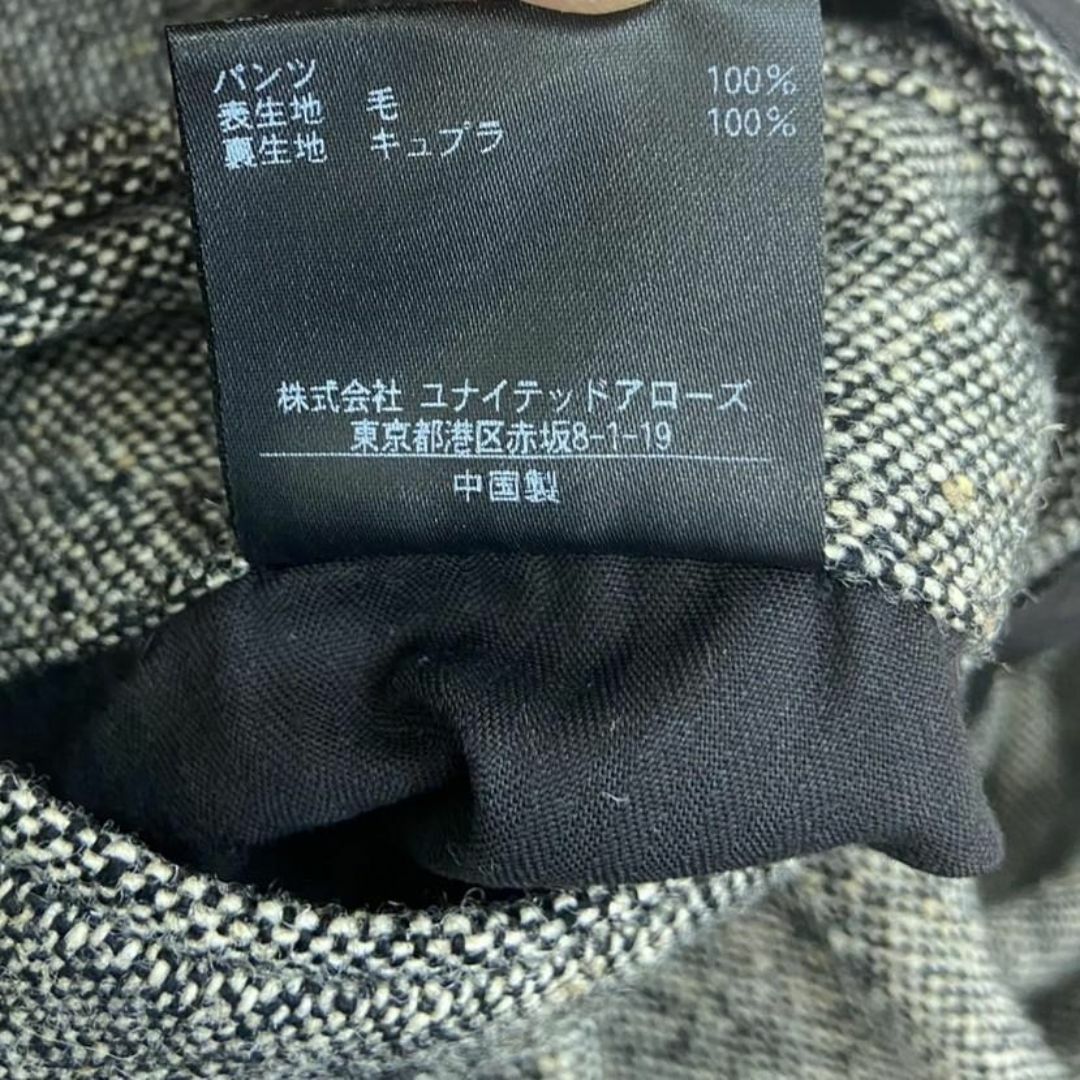 パンツ
表生地 毛 100%
裏生地 キュプラ 100%
株式会社 ユナイテッドアローズ
東京都港区赤坂8-1-19
中国製